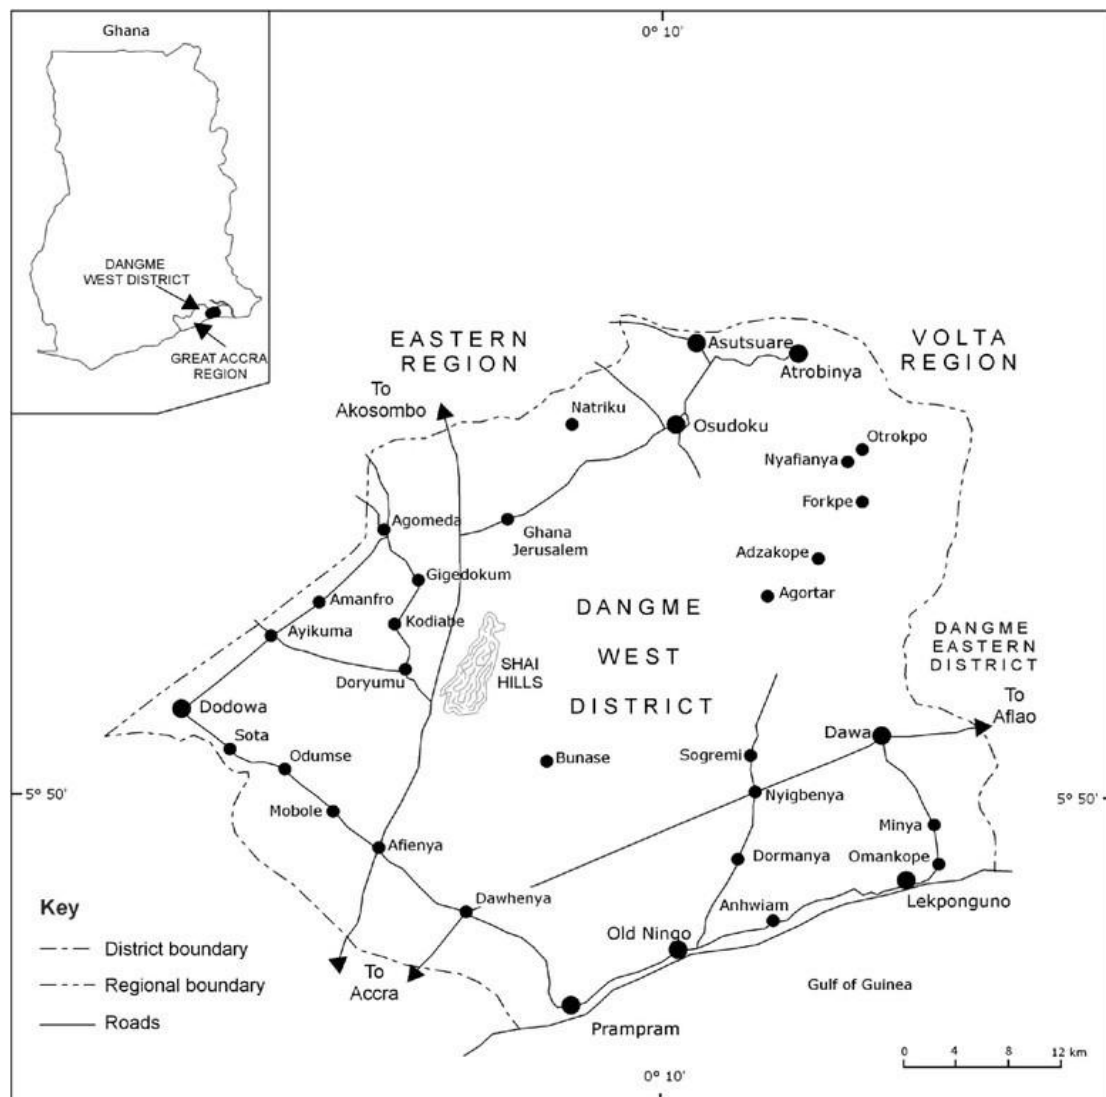 Ghana
DANGME
WEST DISTRICT
GREAT ACCRA
REGION
0° 10'
EASTERN
REGION
VOLTA
REGION
To
Akosombo
Asutsuare
Atrobinya
Natriku
Osudoku
Otrokpo
Nyafianya
Forkpe
Agomeda
Ghana
Jerusalem
Adzakope
Gigedokum
Agortar
Amanfro
Kodiabe
Ayikuma
DANGME
WEST
DISTRICT
DANGME
EASTERN
DISTRICT
SHAI
HILLS
Doryumu
To
Aflao
Dodowa
Sota
Odumse
Bunase
Sogremi
Dawa
5° 50'
Nyigbenya
5° 50'
Mobole
Minya
Afienya
Dormanya
Omankope
Dawhenya
Lekponguno
Anhwiam
Old Ningo
Key
District boundary
Regional boundary
Roads
To
Accra
Gulf of Guinea
Prampram
0 4 8 12 km
0° 10'